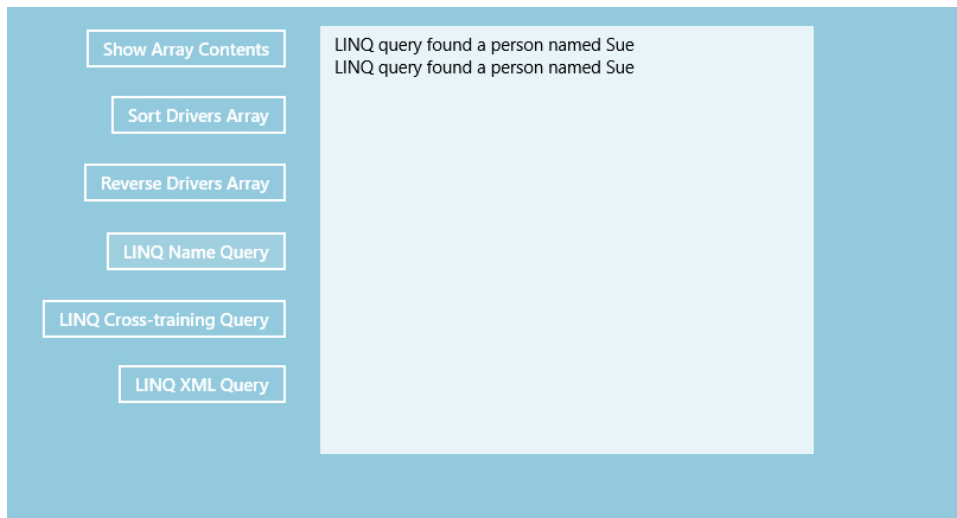 Show Array Contents
Sort Drivers Array
Reverse Drivers Array
LINQ Name Query
LINQ Cross-training Query
LINQ XML Query
LINQ query found a person named Sue
LINQ query found a person named Sue